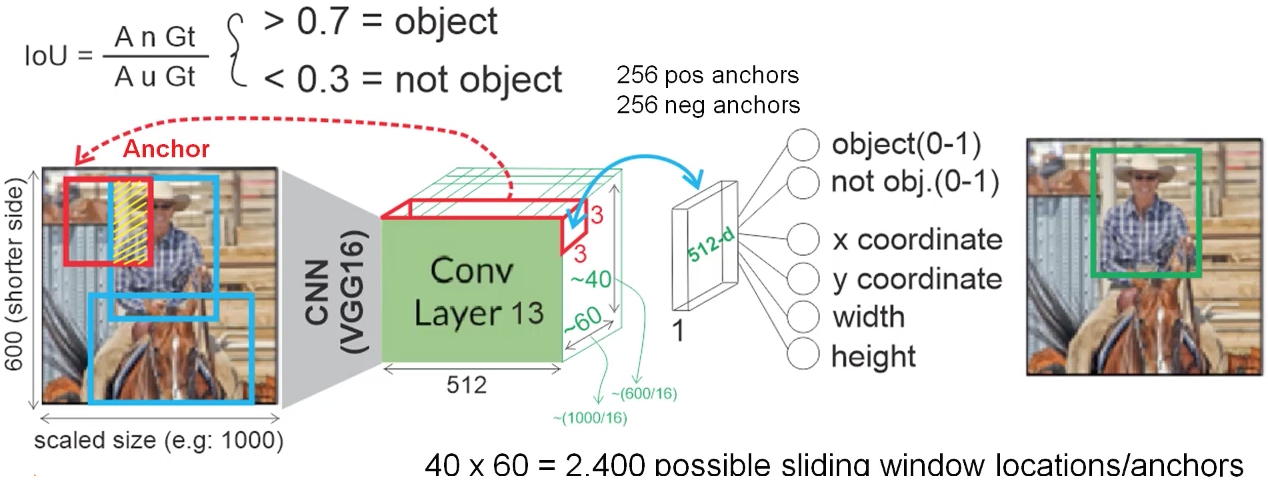 IoU = A n Gt / A u Gt
> 0.7 = object
< 0.3 = not object
256 pos anchors
256 neg anchors
Anchor
600 (shorter side)
scaled size (e.g: 1000)
CNN
(VGG16)
Conv
Layer 13
512
3
3
~40
~60
~(600/16)
~(1000/16)
512-d
1
object(0-1)
not obj.(0-1)
x coordinate
y coordinate
width
height
40 x 60 = 2.400 possible sliding window locations/anchors